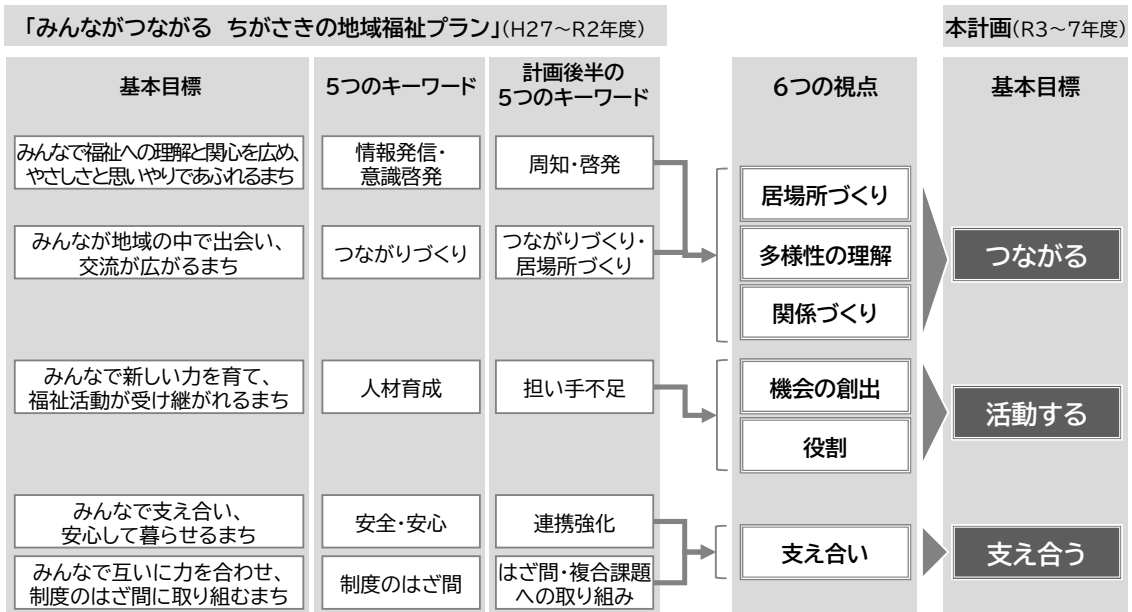 「みんながつながる ちがさきの地域福祉プラン」(H27～R2年度)
本計画(R3～7年度)
基本目標
5つのキーワード
計画後半の
5つのキーワード
6つの視点
基本目標
みんなで福祉への理解と関心を広め、
やさしさと思いやりであふれるまち
情報発信・
意識啓発
周知・啓発
みんなが地域の中で出会い、
交流が広がるまち
つながりづくり
つながりづくり・
居場所づくり
居場所づくり
多様性の理解
関係づくり
つながる
みんなで新しい力を育て、
福祉活動が受け継がれるまち
人材育成
担い手不足
機会の創出
役割
活動する
みんなで支え合い、
安心して暮らせるまち
安全・安心
連携強化
みんなで互いに力を合わせ、
制度のはざ間に取り組むまち
制度のはざ間
はざ間・複合課題
への取り組み
支え合い
支え合う